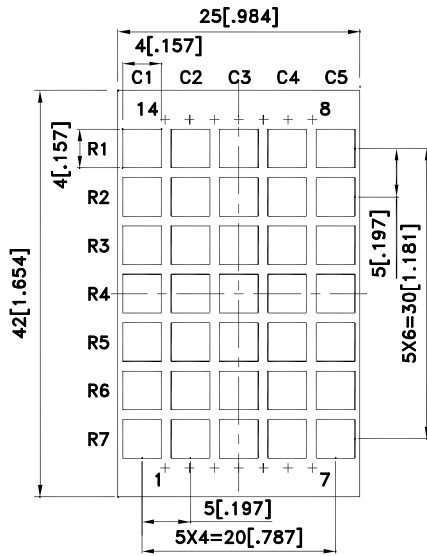 25[.984]
4[.157]
C1 C2 C3 C4 C5
14 8
R1
4[.157]
R2
5[.197]
R3
42[1.654]
R4
5X6=30[1.181]
R5
R6
R7
1 7
5[.197]
5X4=20[.787]